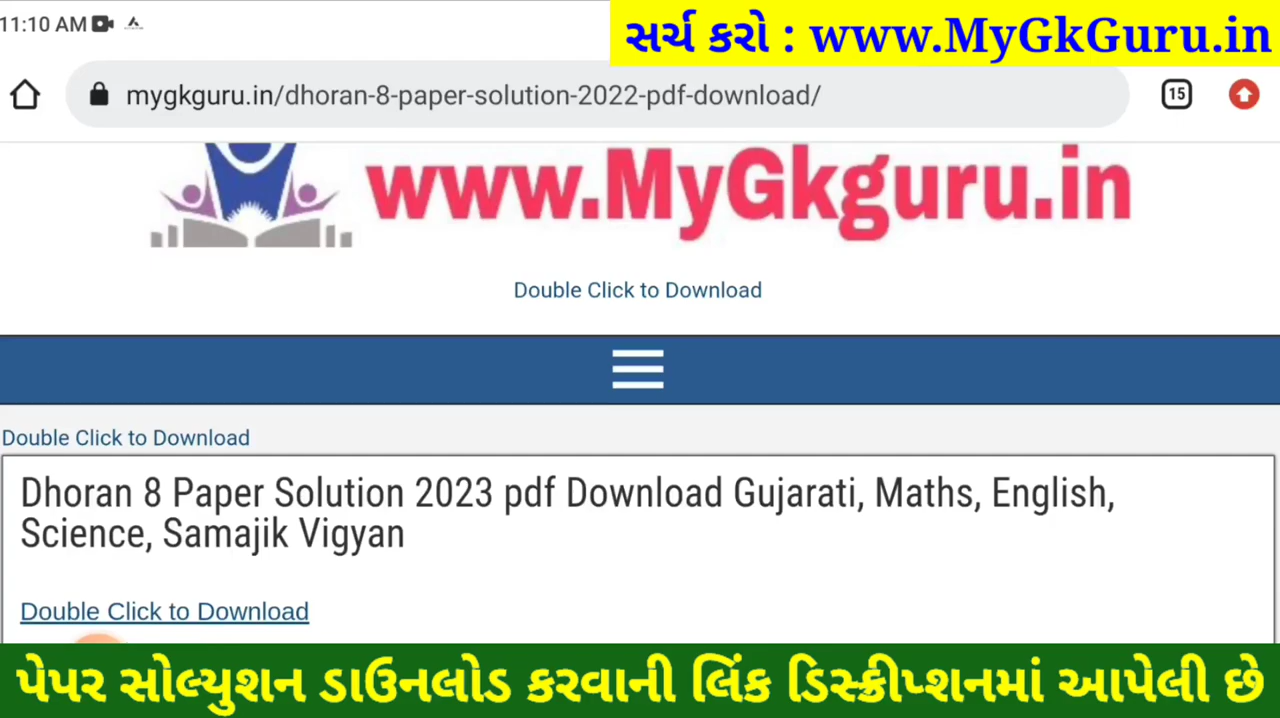 11:10 AM
સર્ચ કરો : www.MyGkGuru.in
mygkguru.in/dhoran-8-paper-solution-2022-pdf-download/
15
www.MyGkguru.in
Double Click to Download
Double Click to Download
Dhoran 8 Paper Solution 2023 pdf Download Gujarati, Maths, English,
Science, Samajik Vigyan
Double Click to Download
પેપર સોલ્યુશન ડાઉનલોડ કરવાની લિંક ડિસ્ક્રીપ્શનમાં આપેલી છે